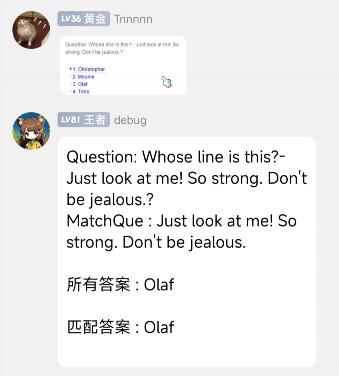 LV36 黄金 Tnnnnn
Question: Whose line is this? - Just look at me! So
strong. Don't be jealous.?
1. Christopher
2. Moonie
3. Olaf
4. Tess
LV81 王者 debug
Question: Whose line is this?-
Just look at me! So strong. Don't
be jealous.?
MatchQue : Just look at me! So
strong. Don't be jealous.
所有答案 : Olaf
匹配答案 : Olaf